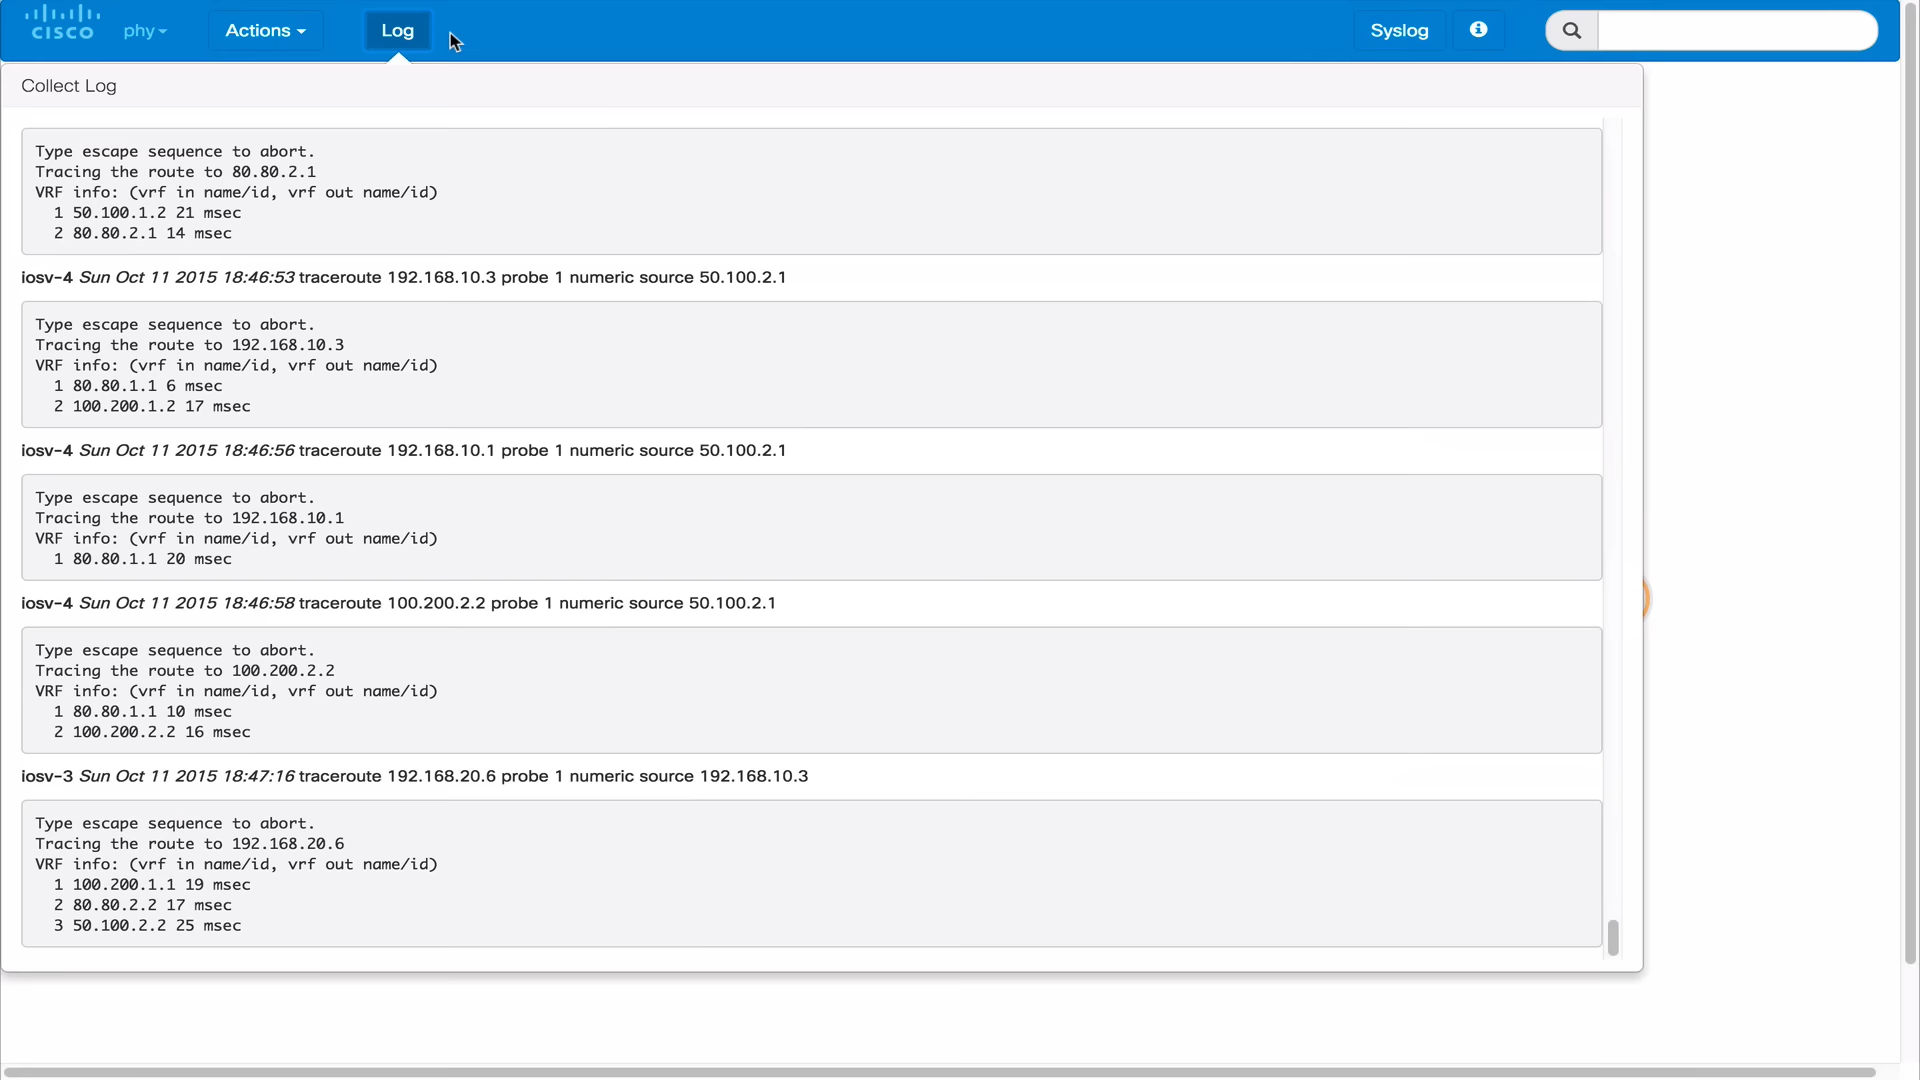 CISCO
phy
Actions
Log
Syslog
Collect Log
Type escape sequence to abort.
Tracing the route to 80.80.2.1
VRF info: (vrf in name/id, vrf out name/id)
1 50.100.1.2 21 msec
2 80.80.2.1 14 msec
iosv-4 Sun Oct 11 2015 18:46:53 traceroute 192.168.10.3 probe 1 numeric source 50.100.2.1
Type escape sequence to abort.
Tracing the route to 192.168.10.3
VRF info: (vrf in name/id, vrf out name/id)
1 80.80.1.1 6 msec
2 100.200.1.2 17 msec
iosv-4 Sun Oct 11 2015 18:46:56 traceroute 192.168.10.1 probe 1 numeric source 50.100.2.1
Type escape sequence to abort.
Tracing the route to 192.168.10.1
VRF info: (vrf in name/id, vrf out name/id)
1 80.80.1.1 20 msec
iosv-4 Sun Oct 11 2015 18:46:58 traceroute 100.200.2.2 probe 1 numeric source 50.100.2.1
Type escape sequence to abort.
Tracing the route to 100.200.2.2
VRF info: (vrf in name/id, vrf out name/id)
1 80.80.1.1 10 msec
2 100.200.2.2 16 msec
iosv-3 Sun Oct 11 2015 18:47:16 traceroute 192.168.20.6 probe 1 numeric source 192.168.10.3
Type escape sequence to abort.
Tracing the route to 192.168.20.6
VRF info: (vrf in name/id, vrf out name/id)
1 100.200.1.1 19 msec
2 80.80.2.2 17 msec
3 50.100.2.2 25 msec